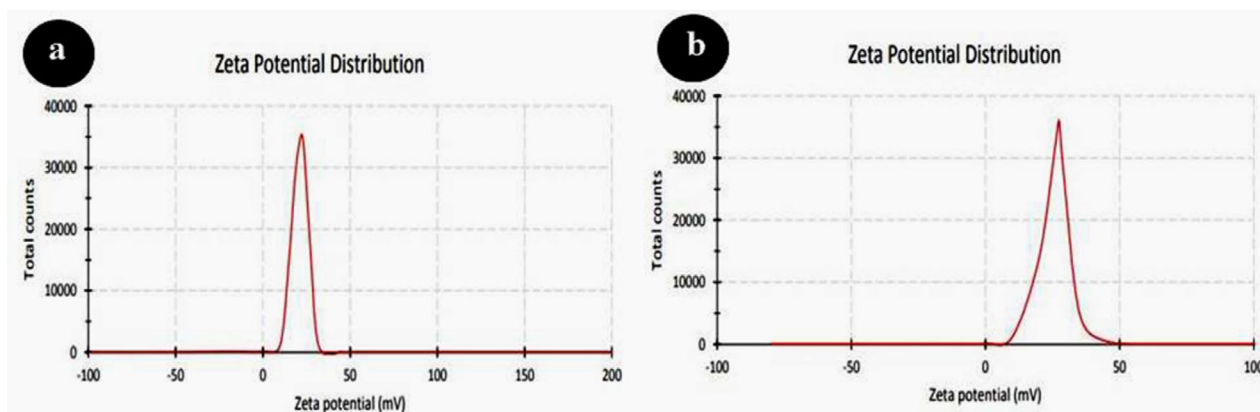 a
Zeta Potential Distribution
40000
30000
20000
10000
0
Total counts
-100 -50 0 50 100 150 200
Zeta potential (mV)
b
Zeta Potential Distribution
40000
30000
20000
10000
0
Total counts
-100 -50 0 50 100
Zeta potential (mV)